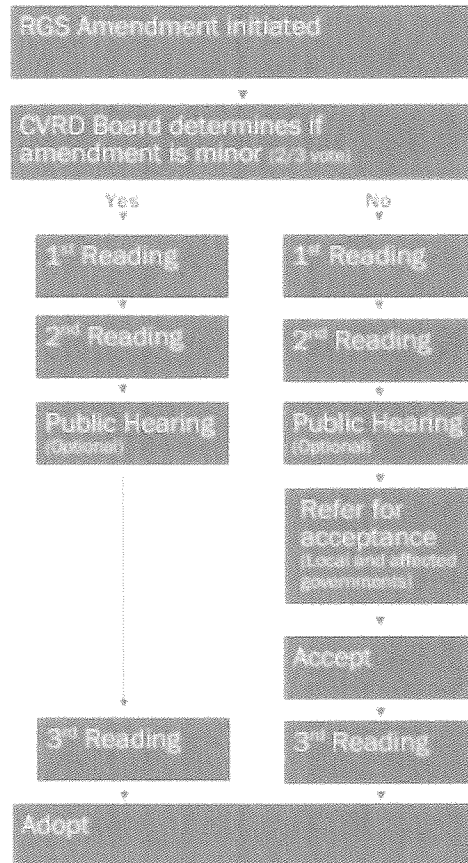 RGS Amendment initiated
CVRD Board determines if
amendment is minor (2/3 vote)
Yes
No
1st Reading
1st Reading
2nd Reading
2nd Reading
Public Hearing
(Optional)
Public Hearing
(Optional)
Refer for
acceptance
(Local and affected
governments)
Accept
3rd Reading
3rd Reading
Adopt